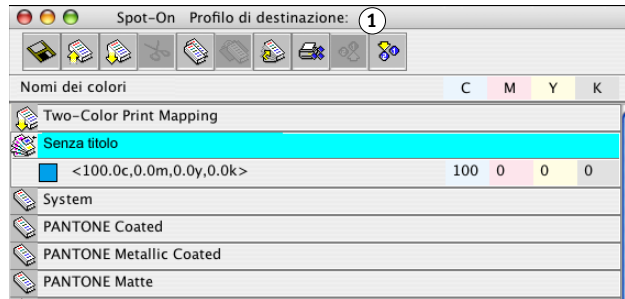 Spot-On Profilo di destinazione: 1
Nomi dei colori C M Y K
Two-Color Print Mapping
Senza titolo
<100.0c,0.0m,0.0y,0.0k> 100 0 0 0
System
PANTONE Coated
PANTONE Metallic Coated
PANTONE Matte